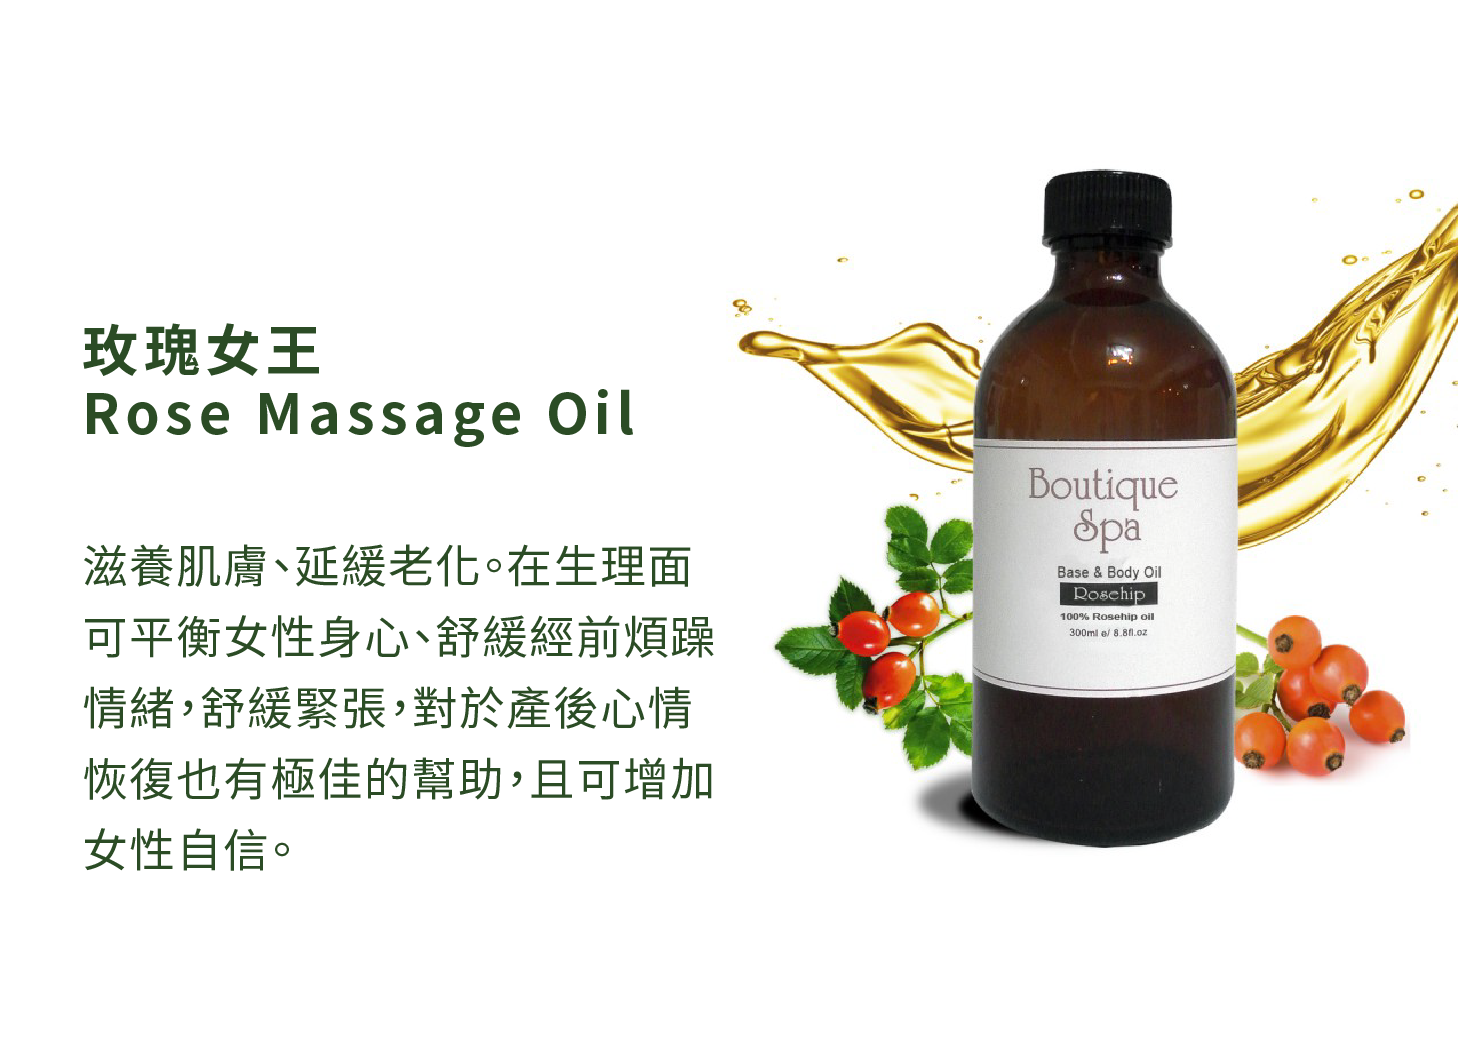 玫瑰女王
Rose Massage Oil
滋養肌膚、延緩老化。在生理面
可平衡女性身心、舒緩經前煩躁
情緒，舒緩緊張，對於產後心情
恢復也有極佳的幫助，且可增加
女性自信。
Boutique
Spa
Base & Body Oil
Rosehip
100% Rosehip oil
300ml e/ 8.8fl.oz